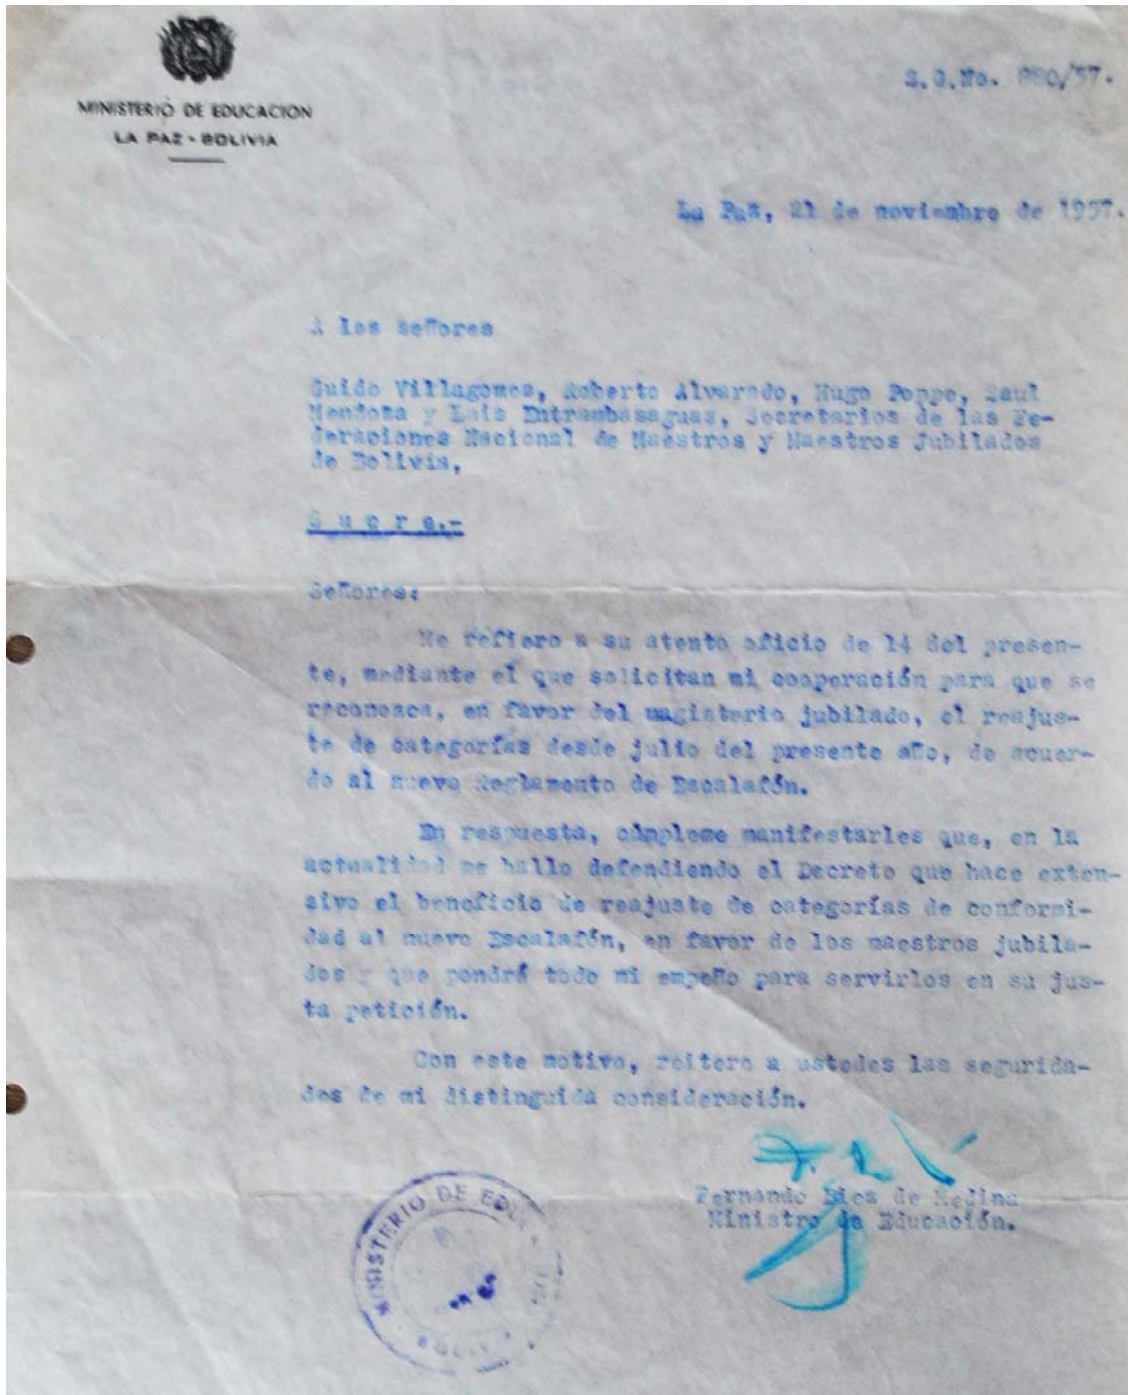 MINISTERIO DE EDUCACION
LA PAZ - BOLIVIA
S.G.No. 880/57.
La Paz, 21 de noviembre de 1957.
A los señores
Guido Villagomes, Roberto Alvarado, Hugo Poppe, Saul
Mendoza y Luis Entrambasaguas, Secretarios de las Fe-
deraciones Nacional de Maestros y Maestros Jubilados
de Bolivia,
S u c r e.-
Señores:
Me refiero a su atento oficio de 14 del presen-
te, mediante el que solicitan mi cooperación para que se
reconozca, en favor del magisterio jubilado, el reajus-
te de categorías desde julio del presente año, de acuer-
do al nuevo Reglamento de Escalafón.
En respuesta, cúmpleme manifestarles que, en la
actualidad me hallo defendiendo el Decreto que hace exten-
sivo el beneficio de reajuste de categorías de conformi-
dad al nuevo Escalafón, en favor de los maestros jubila-
dos y que pondré todo mi empeño para servirlos en su jus-
ta petición.
Con este motivo, reitero a ustedes las segurida-
des de mi distinguida consideración.
Fernando Diez de Medina
Ministro de Educación.
MINISTERIO DE